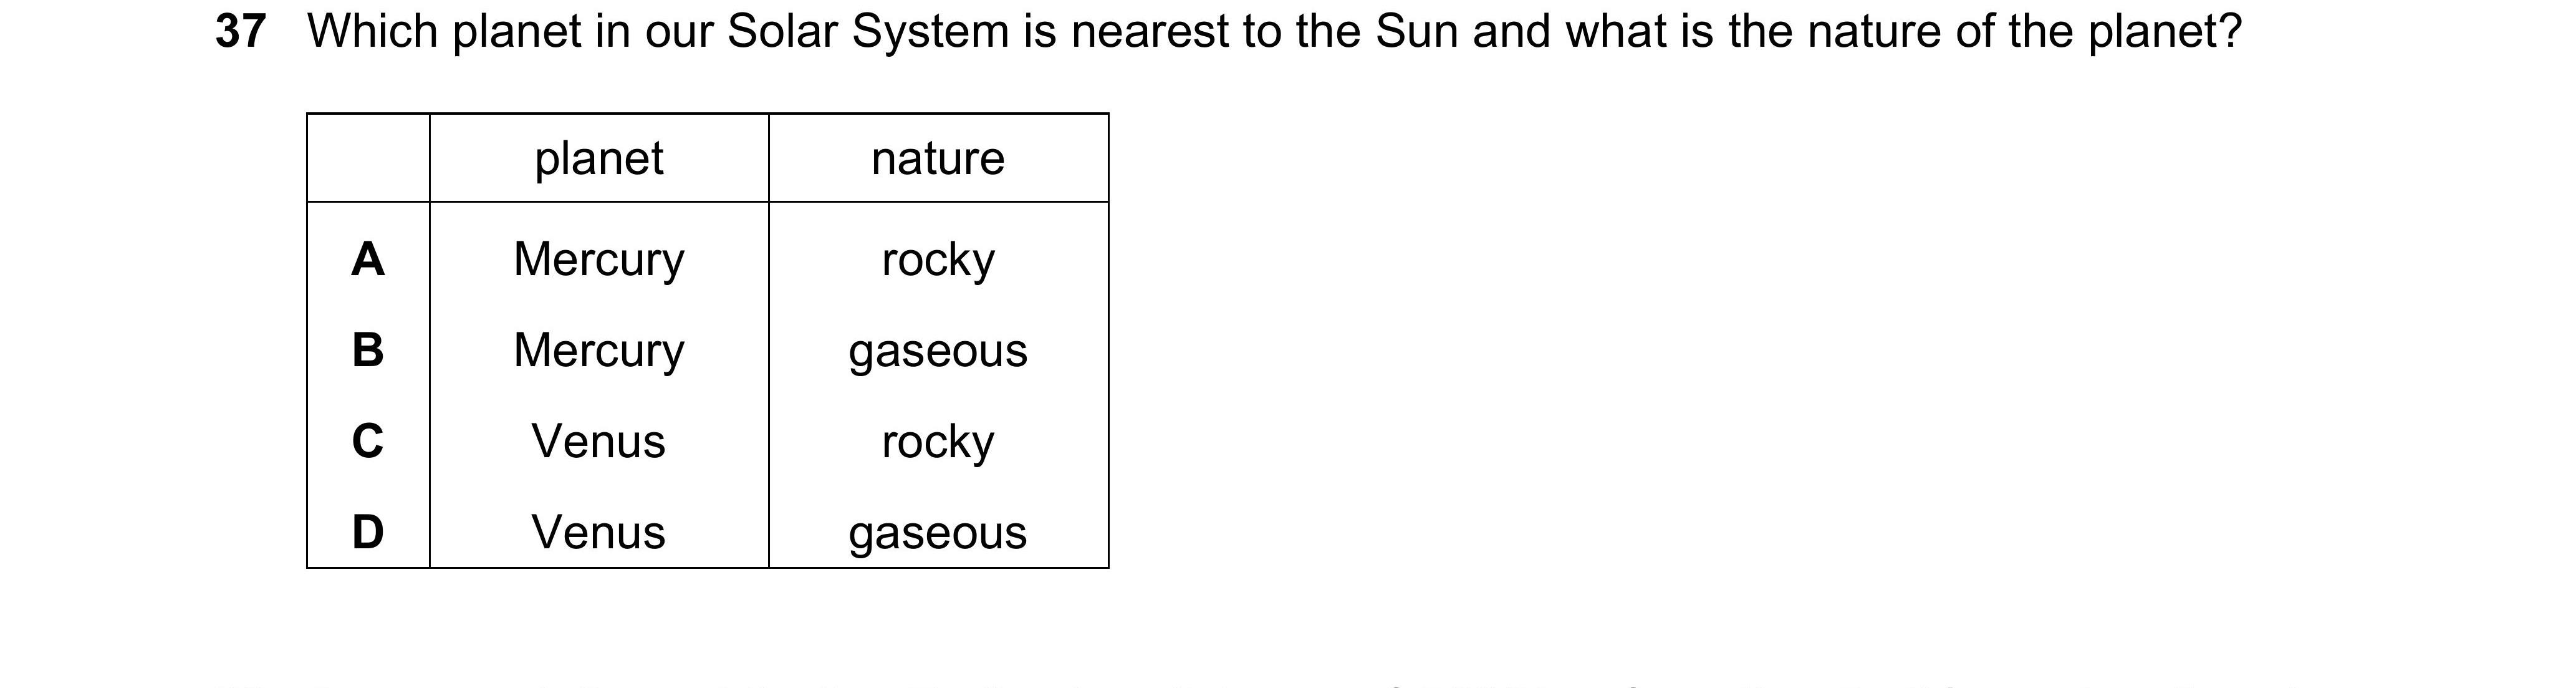 37 Which planet in our Solar System is nearest to the Sun and what is the nature of the planet?
planet nature
A Mercury rocky
B Mercury gaseous
C Venus rocky
D Venus gaseous